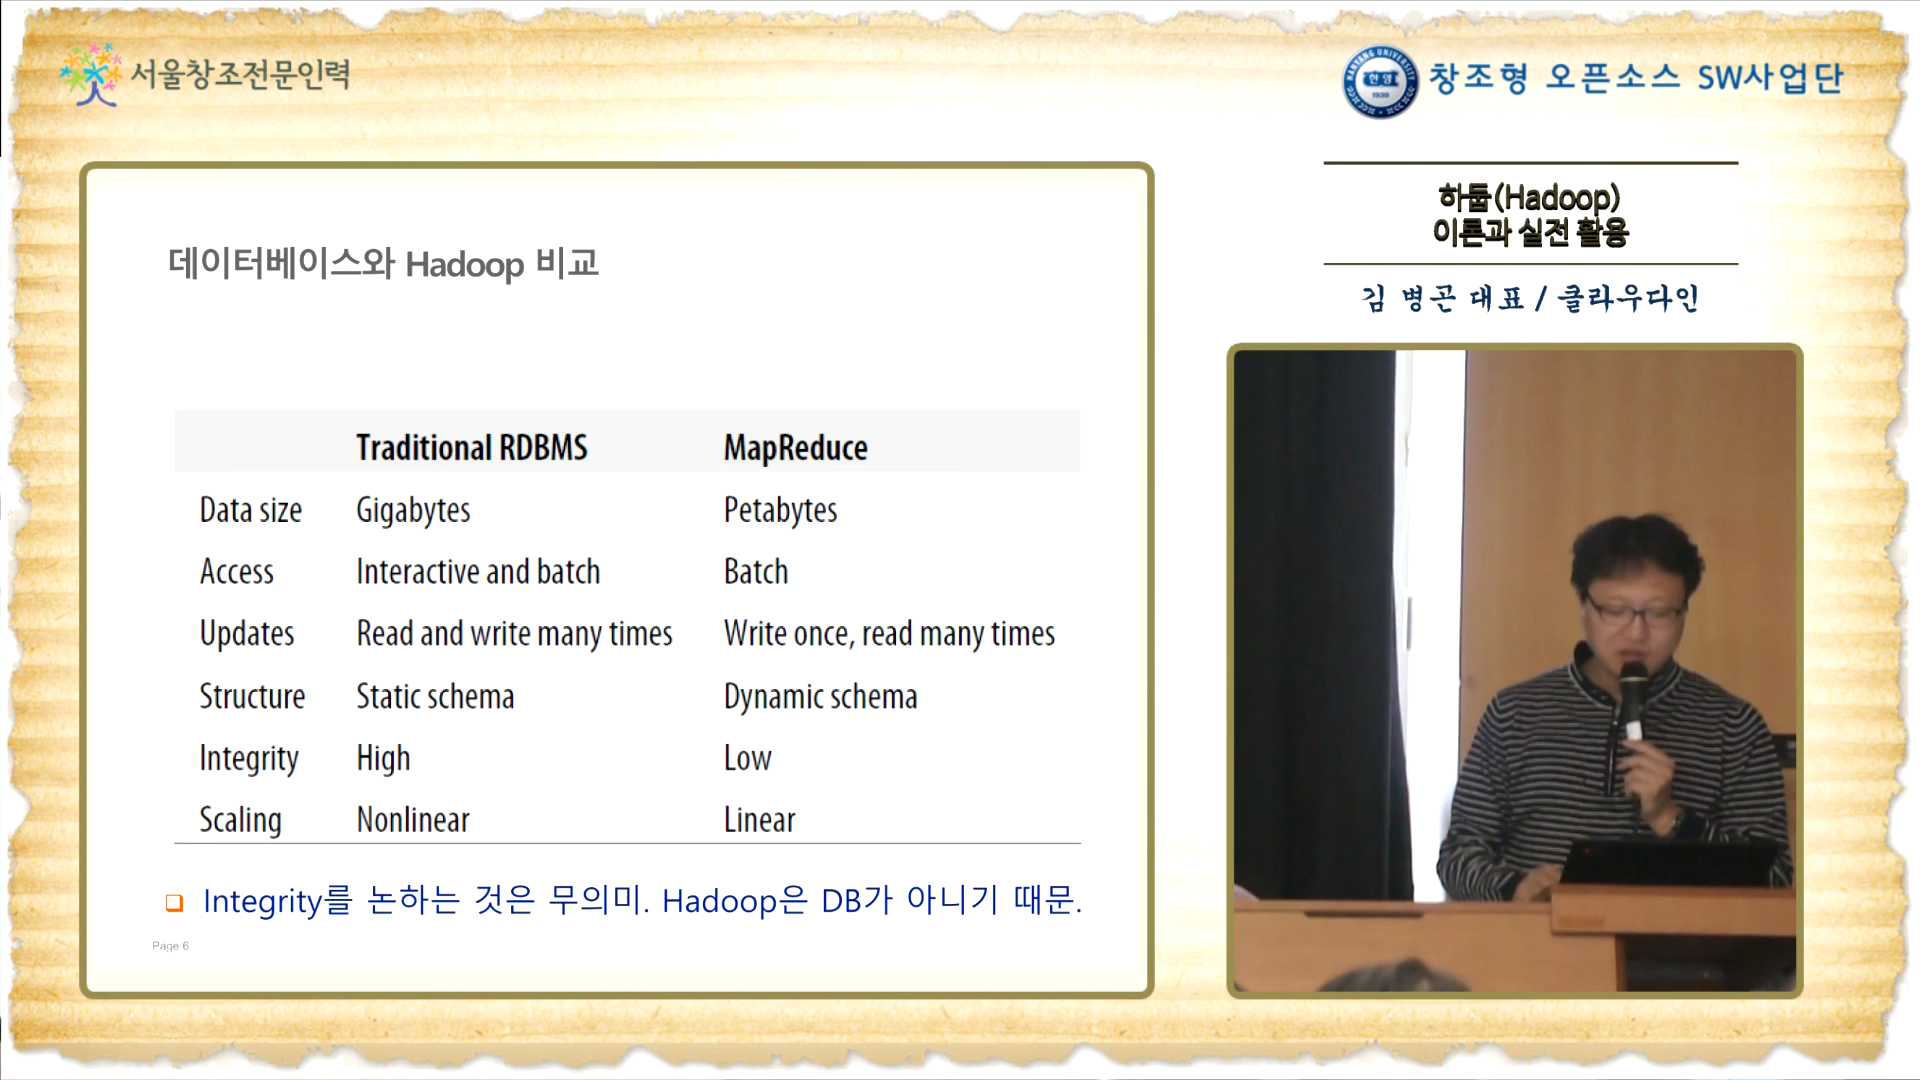 서울창조전문인력
HANYANG UNIVERSITY
한양
1939
창조형 오픈소스 SW사업단
하둡(Hadoop)
이론과 실전 활용
김 병곤 대표 / 클라우다인
데이터베이스와 Hadoop 비교
Traditional RDBMS MapReduce
Data size Gigabytes Petabytes
Access Interactive and batch Batch
Updates Read and write many times Write once, read many times
Structure Static schema Dynamic schema
Integrity High Low
Scaling Nonlinear Linear
Integrity를 논하는 것은 무의미. Hadoop은 DB가 아니기 때문.
Page 6